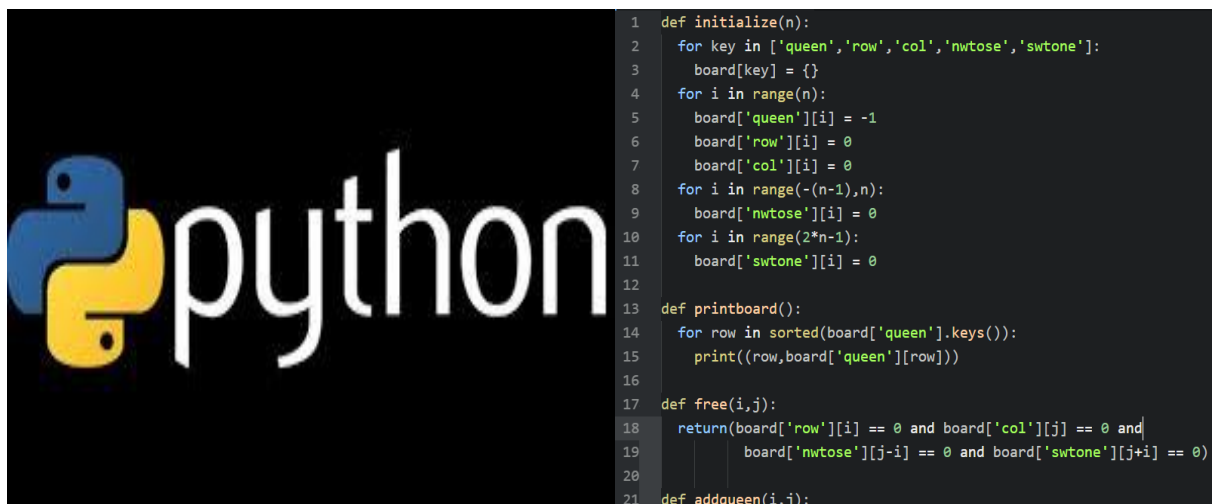 python
1 def initialize(n):
2 for key in ['queen','row','col','nwtose','swtone']:
3 board[key] = {}
4 for i in range(n):
5 board['queen'][i] = -1
6 board['row'][i] = 0
7 board['col'][i] = 0
8 for i in range(-(n-1),n):
9 board['nwtose'][i] = 0
10 for i in range(2*n-1):
11 board['swtone'][i] = 0
12
13 def printboard():
14 for row in sorted(board['queen'].keys()):
15 print((row,board['queen'][row]))
16
17 def free(i,j):
18 return(board['row'][i] == 0 and board['col'][j] == 0 and
19 board['nwtose'][j-i] == 0 and board['swtone'][j+i] == 0)
20
21 def addqueen(i,j):